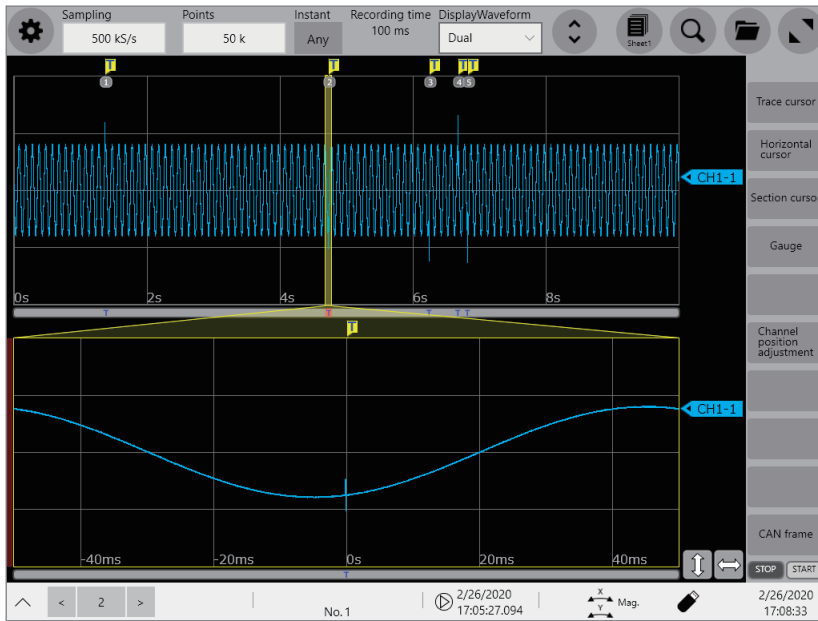 Sampling
Points
Instant
Recording time
DisplayWaveform
500 kS/s
50 k
Any
100 ms
Dual
Sheet1
T T T T T
1 2 3 4 5
Trace cursor
Horizontal
cursor
CH1-1
Section curso
Gauge
0s 2s 4s 6s 8s
T T T T T
T
Channel
position
adjustment
CH1-1
CAN frame
-40ms -20ms 0s 20ms 40ms
T
STOP START
< 2 >
No.1
2/26/2020
17:05:27.094
X
Y
Mag.
2/26/2020
17:08:33